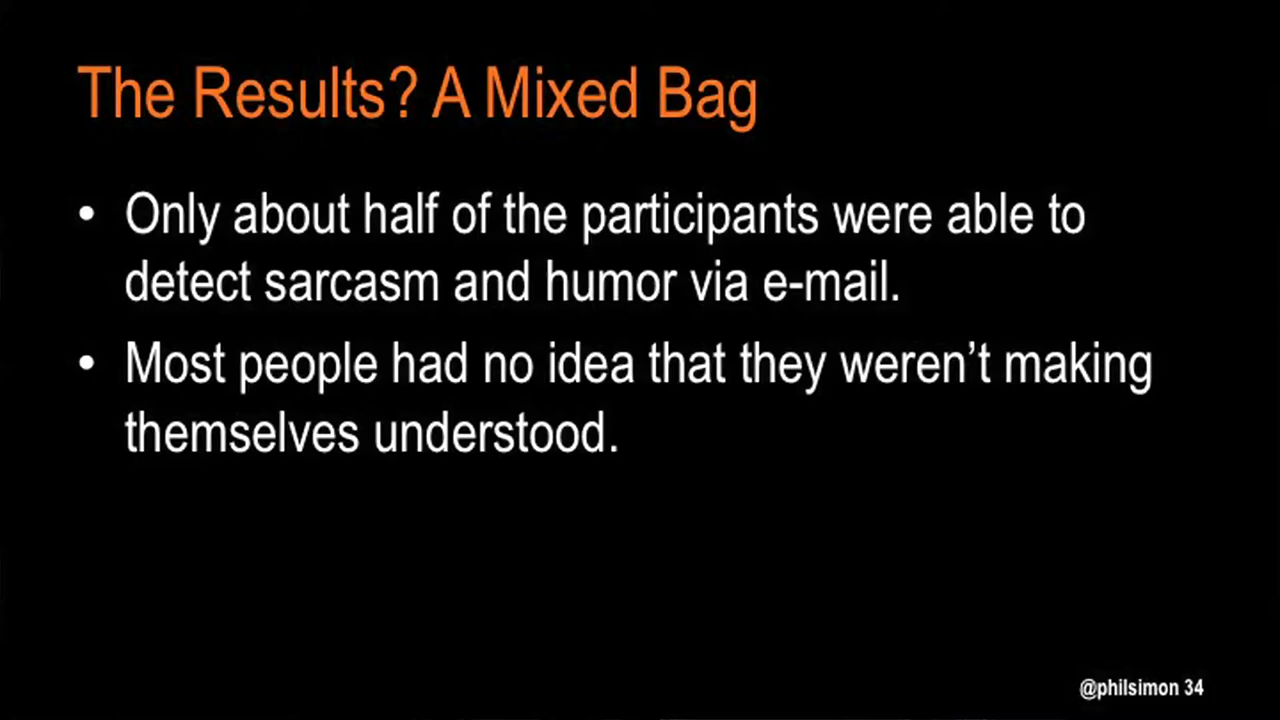 The Results? A Mixed Bag
• Only about half of the participants were able to
detect sarcasm and humor via e-mail.
• Most people had no idea that they weren’t making
themselves understood.
@philsimon 34